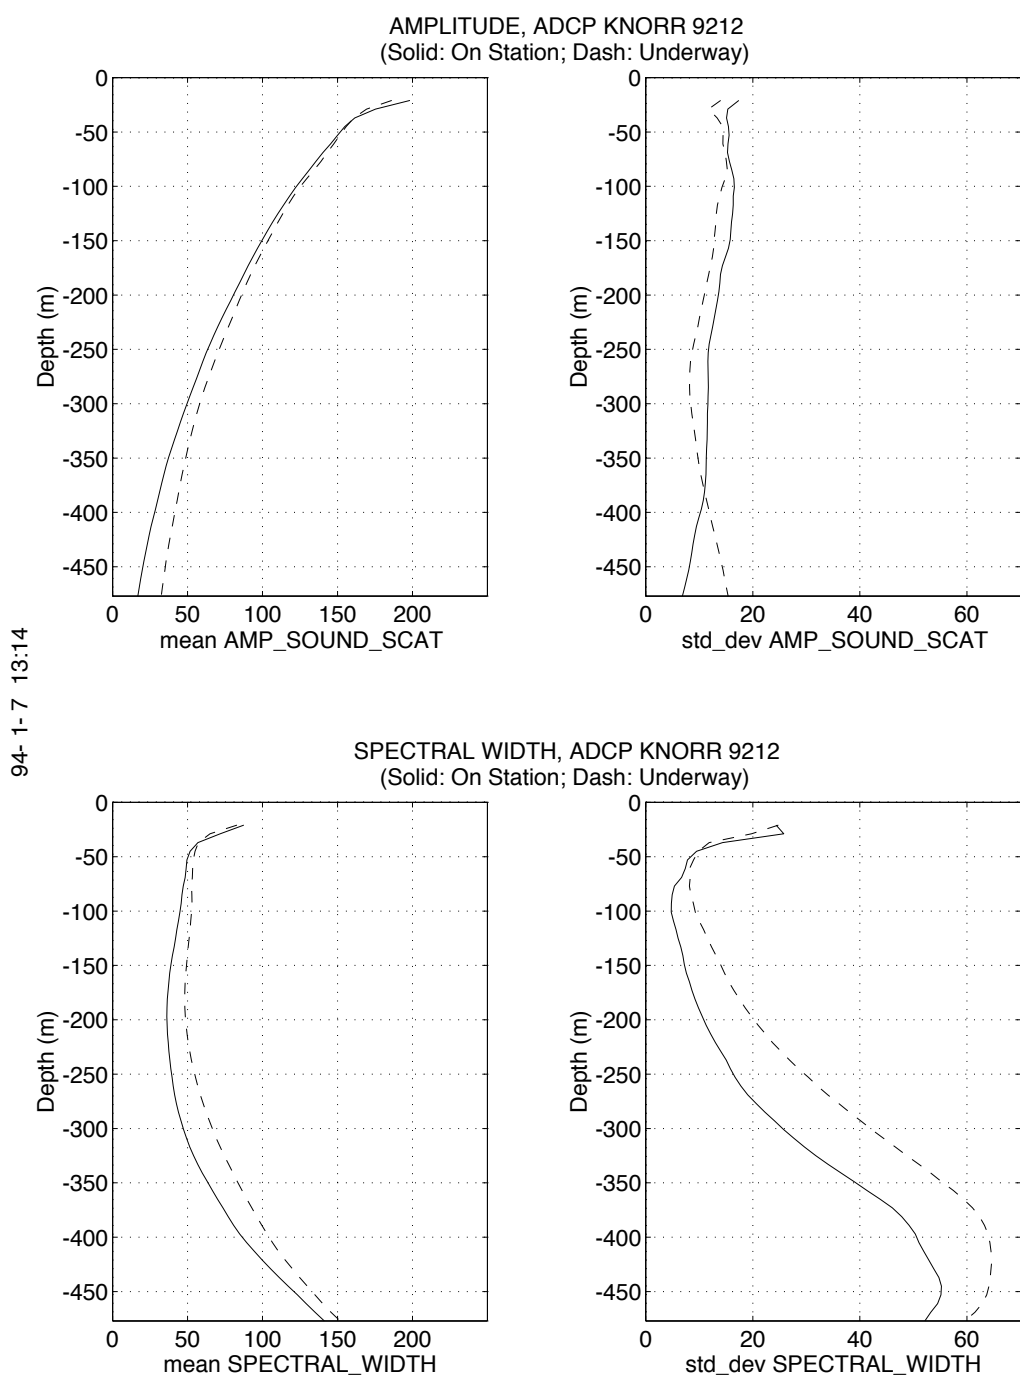 AMPLITUDE, ADCP KNORR 9212
(Solid: On Station; Dash: Underway)
0
-50
-100
-150
-200
-250
-300
-350
-400
-450
Depth (m)
0 50 100 150 200
mean AMP_SOUND_SCAT
0
-50
-100
-150
-200
-250
-300
-350
-400
-450
Depth (m)
0 20 40 60
std_dev AMP_SOUND_SCAT
94- 1- 7 13:14
SPECTRAL WIDTH, ADCP KNORR 9212
(Solid: On Station; Dash: Underway)
0
-50
-100
-150
-200
-250
-300
-350
-400
-450
Depth (m)
0 50 100 150 200
mean SPECTRAL_WIDTH
0
-50
-100
-150
-200
-250
-300
-350
-400
-450
Depth (m)
0 20 40 60
std_dev SPECTRAL_WIDTH